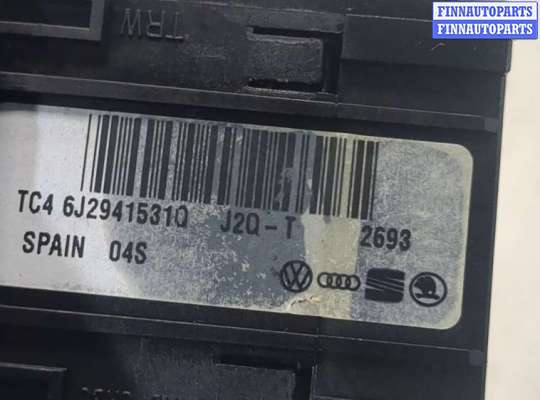 FINNAUTOPARTS
FINNAUTOPARTS
TRW
TC4 6J2941531Q J2Q-T 2693
SPAIN 04S